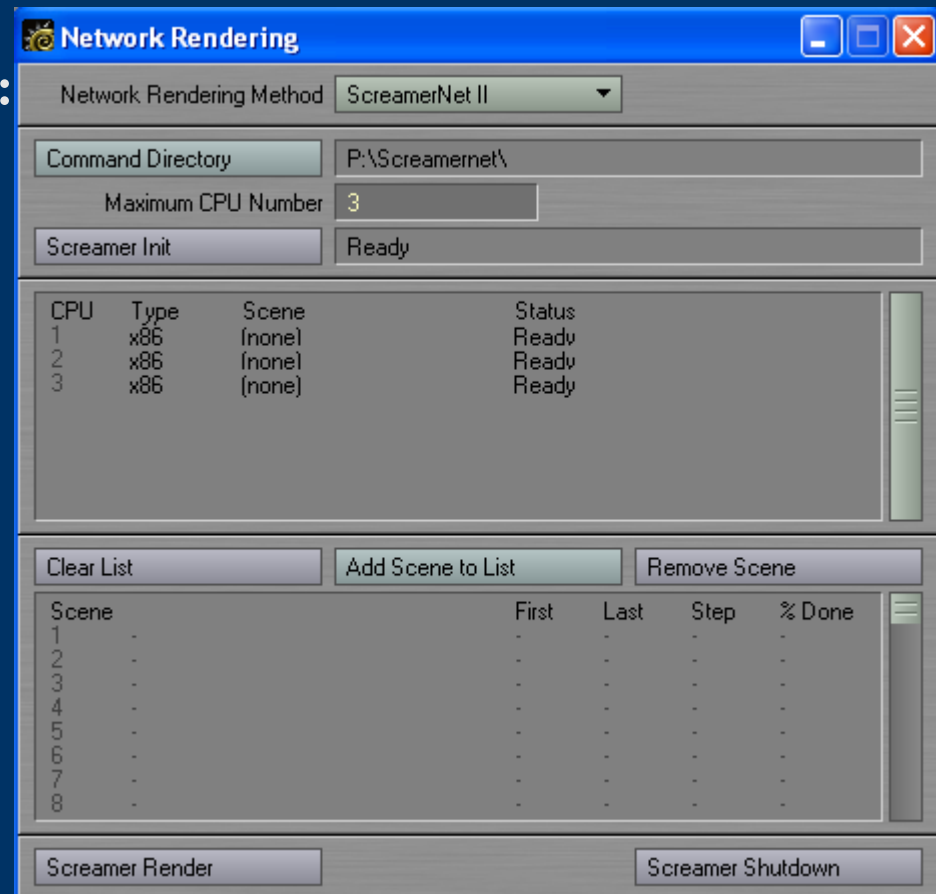 Network Rendering
:
Network Rendering Method ScreamerNet II
Command Directory P:\Screamernet\
Maximum CPU Number 3
Screamer Init Ready
CPU Type Scene Status
1 x86 (none) Ready
2 x86 (none) Ready
3 x86 (none) Ready
Clear List Add Scene to List Remove Scene
Scene First Last Step % Done
1 - - - - -
2 - - - - -
3 - - - - -
4 - - - - -
5 - - - - -
6 - - - - -
7 - - - - -
8 - - - - -
Screamer Render Screamer Shutdown